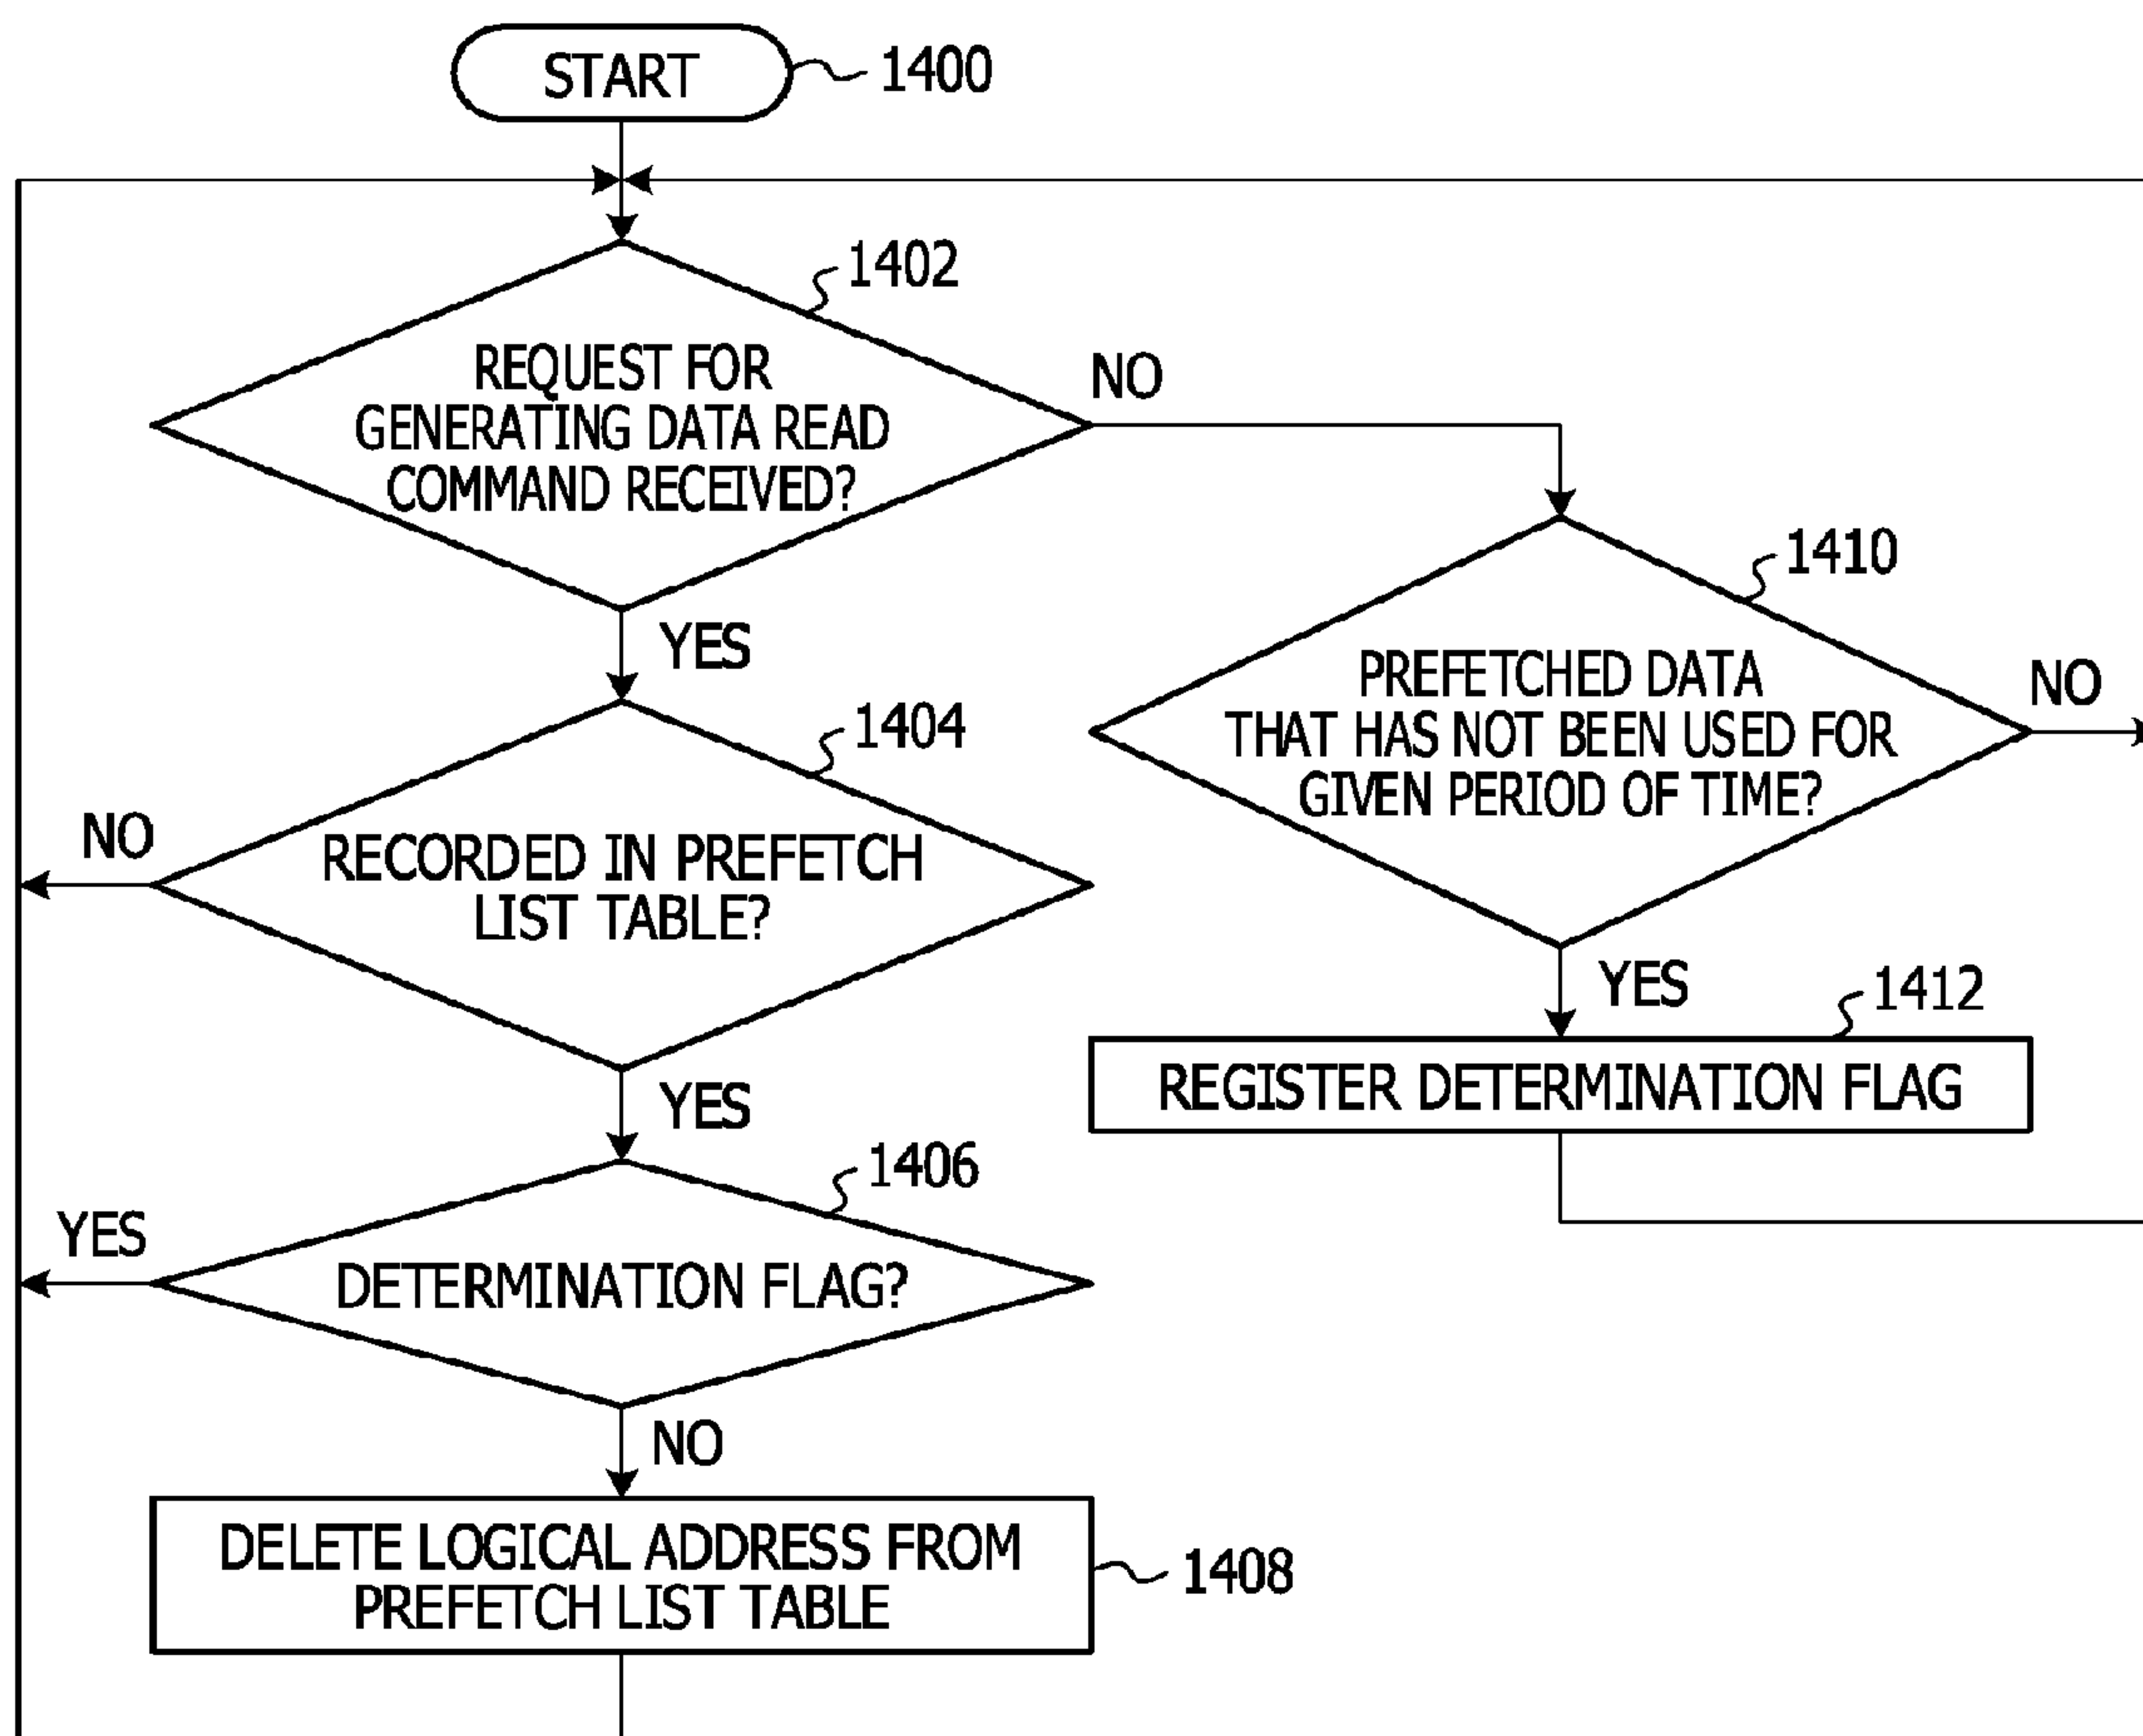 START
1400
1402
REQUEST FOR
GENERATING DATA READ
COMMAND RECEIVED?
NO
YES
1404
RECORDED IN PREFETCH
LIST TABLE?
NO
YES
1406
DETERMINATION FLAG?
YES
NO
DELETE LOGICAL ADDRESS FROM
PREFETCH LIST TABLE
1408
1410
PREFETCHED DATA
THAT HAS NOT BEEN USED FOR
GIVEN PERIOD OF TIME?
NO
YES
1412
REGISTER DETERMINATION FLAG